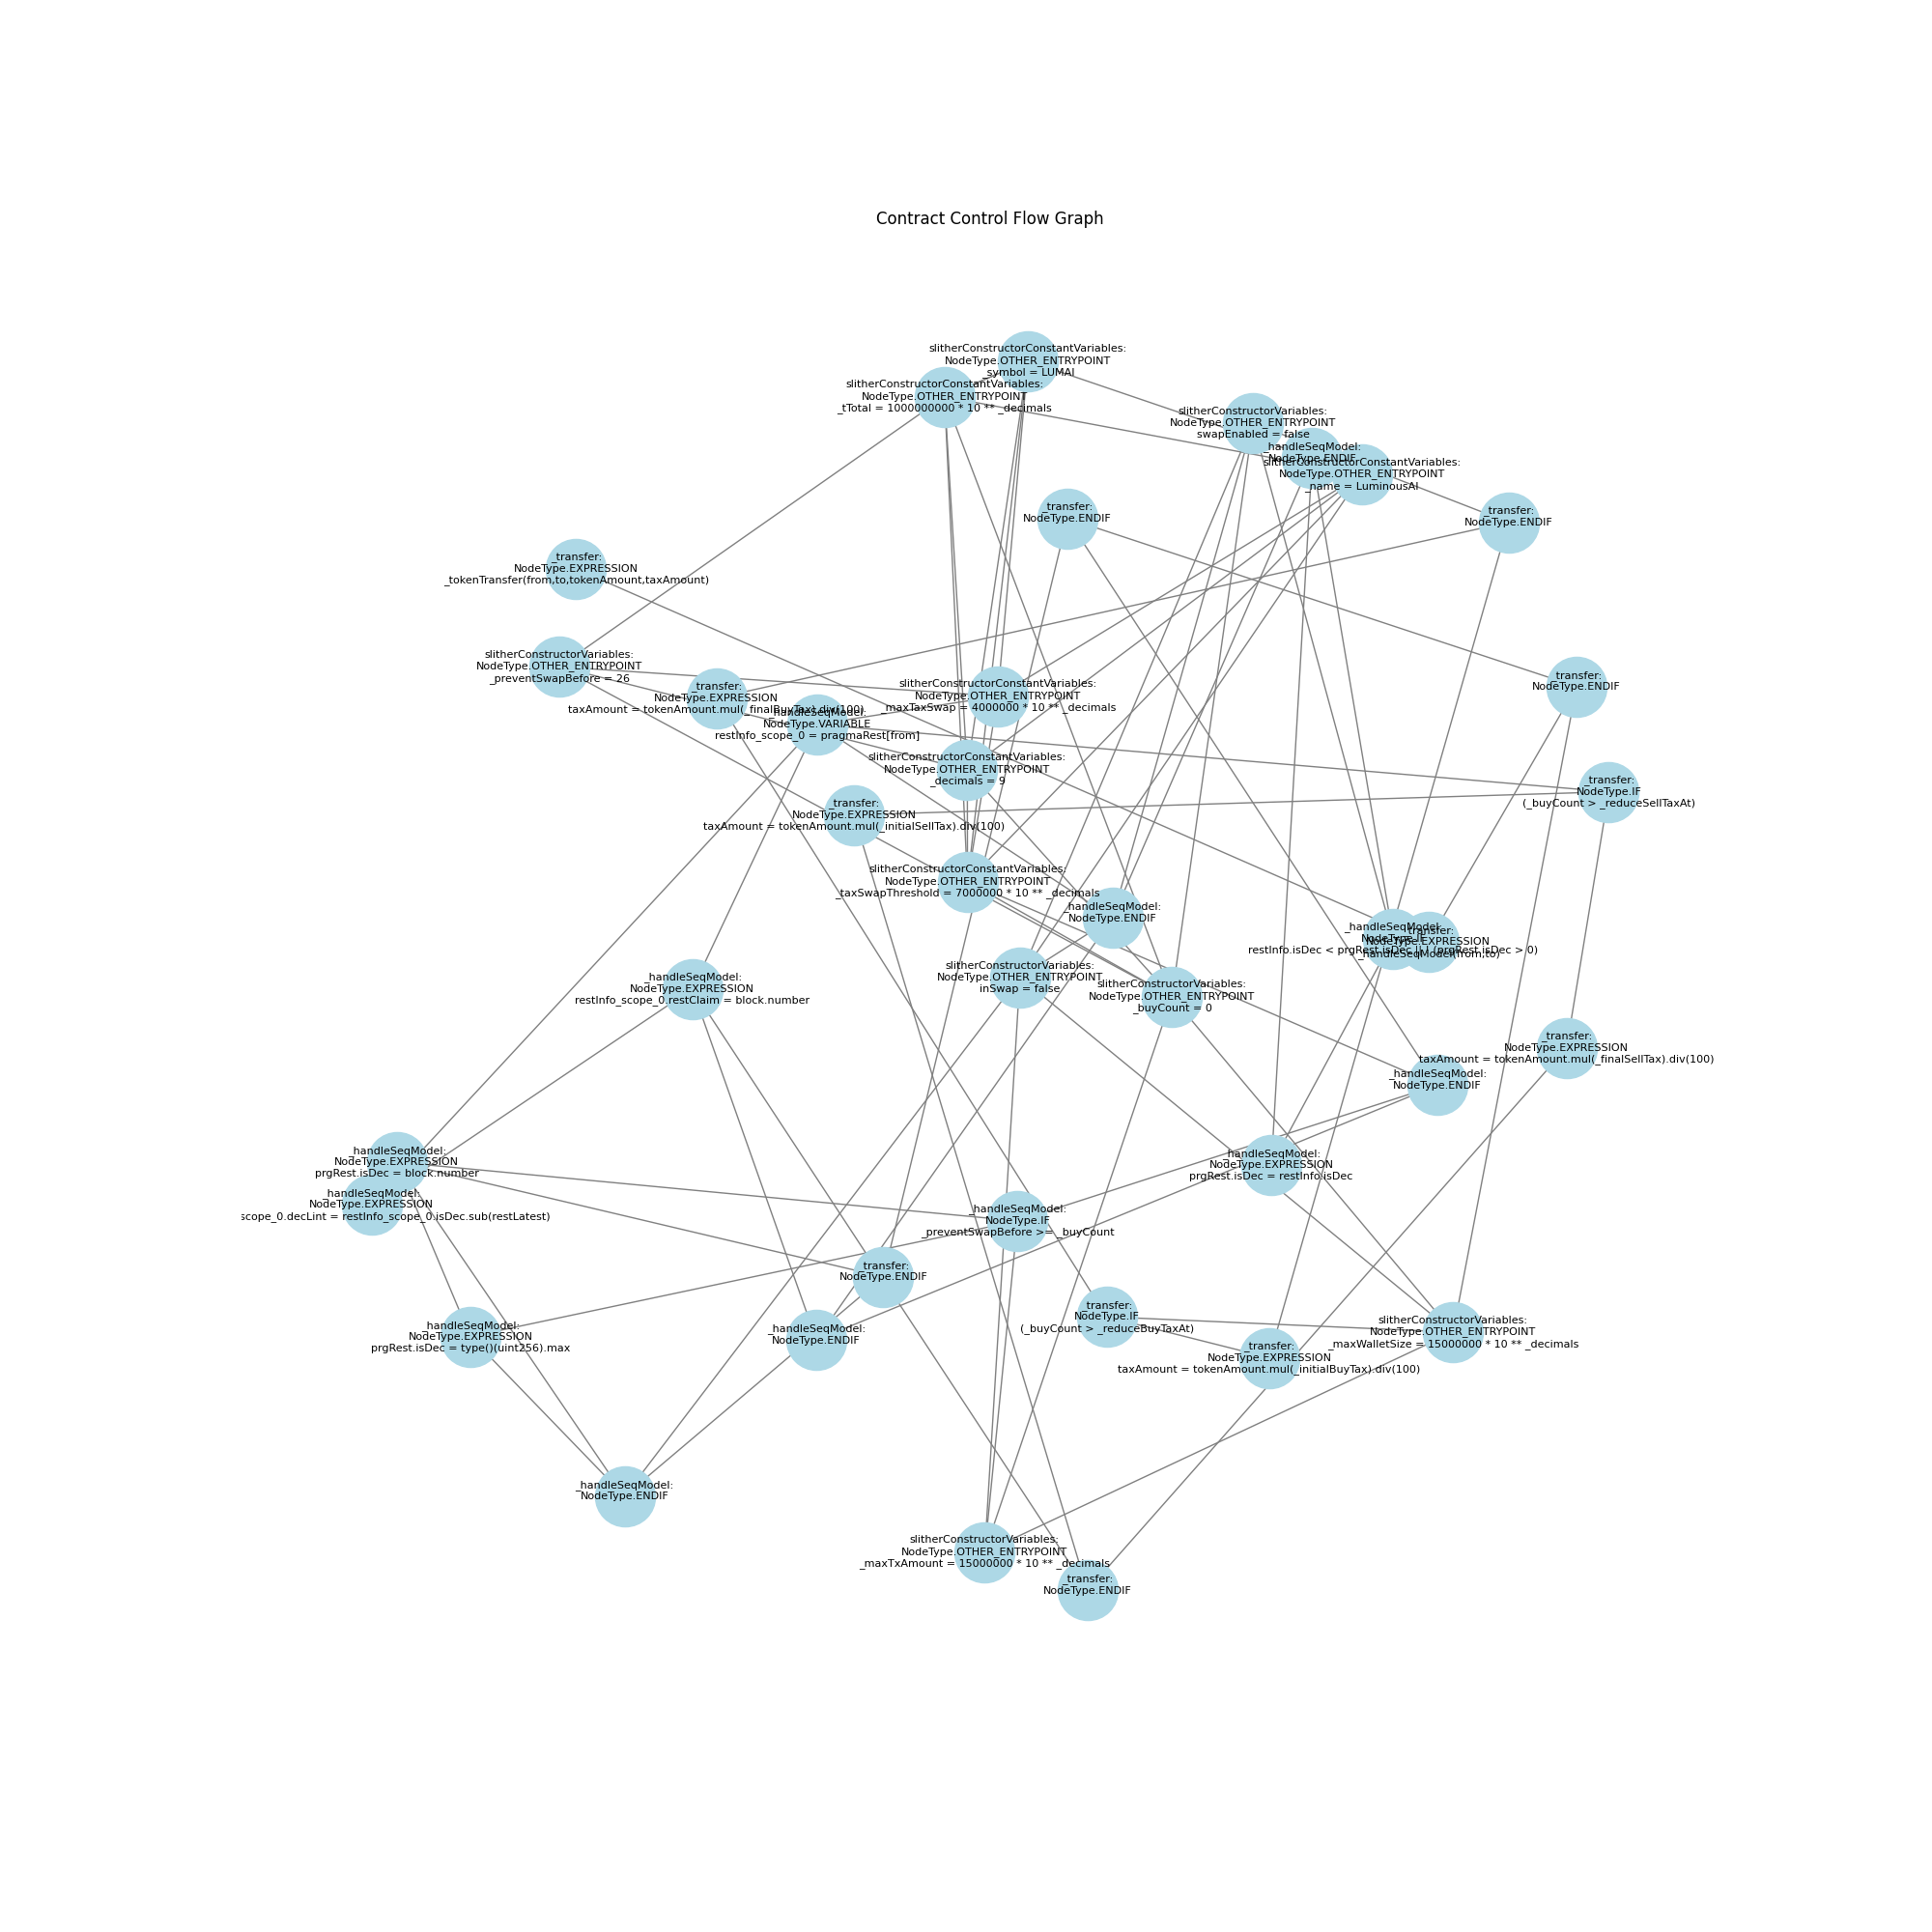 Contract Control Flow Graph
slitherConstructorConstantVariables:
NodeType.OTHER_ENTRYPOINT
_symbol = LUMAI
slitherConstructorConstantVariables:
NodeType.OTHER_ENTRYPOINT
_tTotal = 1000000000 * 10 ** _decimals
slitherConstructorVariables:
NodeType.OTHER_ENTRYPOINT
swapEnabled = false
_handleSeqModel:
NodeType.ENDIF
slitherConstructorConstantVariables:
NodeType.OTHER_ENTRYPOINT
_name = LuminousAI
_transfer:
NodeType.ENDIF
_transfer:
NodeType.ENDIF
_transfer:
NodeType.EXPRESSION
_tokenTransfer(from,to,tokenAmount,taxAmount)
slitherConstructorVariables:
NodeType.OTHER_ENTRYPOINT
_preventSwapBefore = 26
_transfer:
NodeType.EXPRESSION
taxAmount = tokenAmount.mul(_finalBuyTax).div(100)
_handleSeqModel:
NodeType.VARIABLE
restInfo_scope_0 = pragmaRest[from]
slitherConstructorConstantVariables:
NodeType.OTHER_ENTRYPOINT
_maxTaxSwap = 4000000 * 10 ** _decimals
_transfer:
NodeType.ENDIF
slitherConstructorConstantVariables:
NodeType.OTHER_ENTRYPOINT
_decimals = 9
_transfer:
NodeType.IF
(_buyCount > _reduceSellTaxAt)
_transfer:
NodeType.EXPRESSION
taxAmount = tokenAmount.mul(_initialSellTax).div(100)
slitherConstructorConstantVariables:
NodeType.OTHER_ENTRYPOINT
_taxSwapThreshold = 7000000 * 10 ** _decimals
_handleSeqModel:
NodeType.ENDIF
_handleSeqModel:
NodeType.IF
restInfo.isDec < prgRest.isDec || ! (prgRest.isDec > 0)
_transfer:
NodeType.EXPRESSION
_handleSeqModel(from,to)
slitherConstructorVariables:
NodeType.OTHER_ENTRYPOINT
inSwap = false
slitherConstructorVariables:
NodeType.OTHER_ENTRYPOINT
_buyCount = 0
_handleSeqModel:
NodeType.EXPRESSION
restInfo_scope_0.restClaim = block.number
_transfer:
NodeType.EXPRESSION
taxAmount = tokenAmount.mul(_finalSellTax).div(100)
_handleSeqModel:
NodeType.ENDIF
_handleSeqModel:
NodeType.EXPRESSION
prgRest.isDec = block.number
_handleSeqModel:
NodeType.EXPRESSION
prgRest.isDec = restInfo.isDec
_handleSeqModel:
NodeType.EXPRESSION
scope_0.decLint = restInfo_scope_0.isDec.sub(restLatest)
_handleSeqModel:
NodeType.IF
_preventSwapBefore >= _buyCount
_transfer:
NodeType.ENDIF
_handleSeqModel:
NodeType.EXPRESSION
prgRest.isDec = type()(uint256).max
_handleSeqModel:
NodeType.ENDIF
_transfer:
NodeType.IF
(_buyCount > _reduceBuyTaxAt)
slitherConstructorVariables:
NodeType.OTHER_ENTRYPOINT
_maxWalletSize = 15000000 * 10 ** _decimals
_transfer:
NodeType.EXPRESSION
taxAmount = tokenAmount.mul(_initialBuyTax).div(100)
_handleSeqModel:
NodeType.ENDIF
slitherConstructorVariables:
NodeType.OTHER_ENTRYPOINT
_maxTxAmount = 15000000 * 10 ** _decimals
_transfer:
NodeType.ENDIF